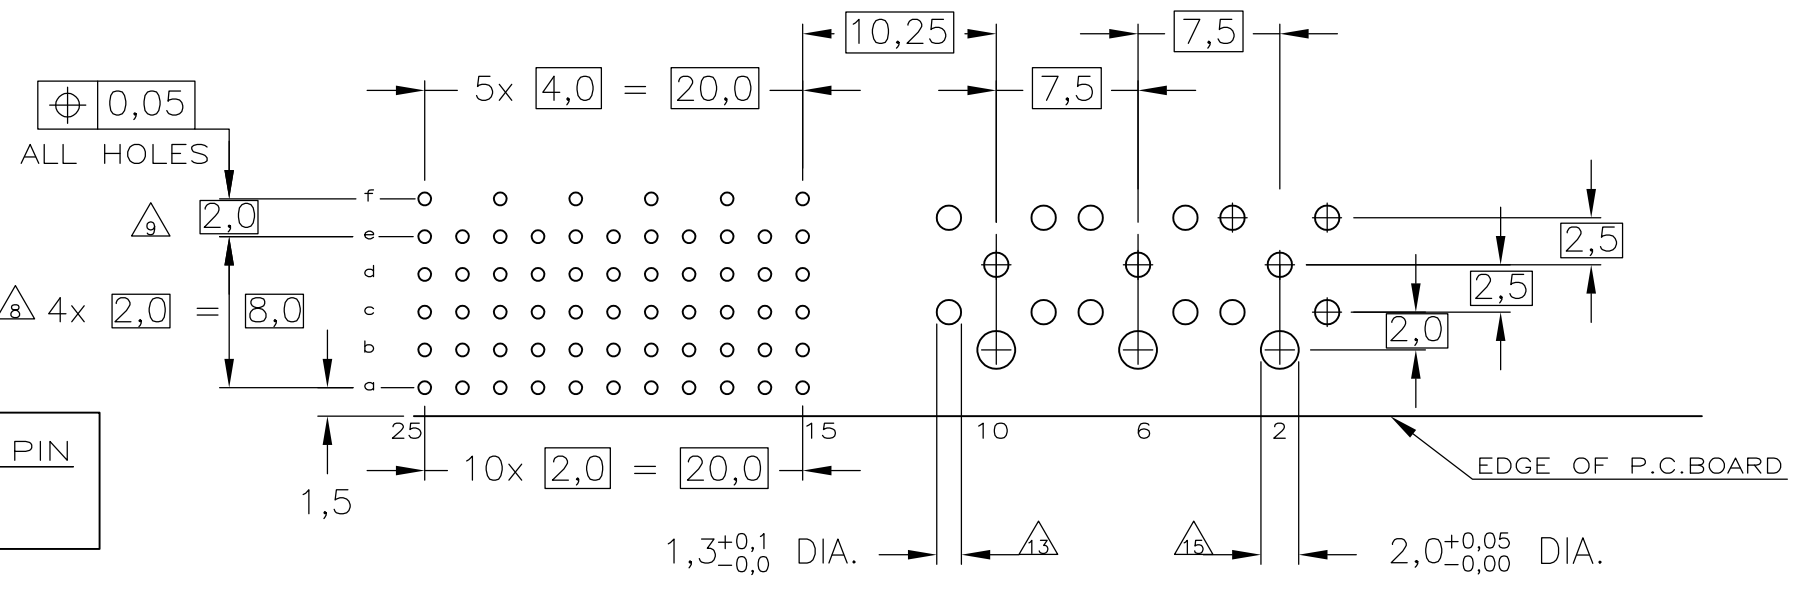 10,25
7,5
5x 4,0 = 20,0
7,5
0,05
ALL HOLES
f
9
2,0
e
2,5
d
2,5
8
4x 2,0 = 8,0
c
2,0
b
a
25
15
10
6
2
PIN
10x 2,0 = 20,0
EDGE OF P.C.BOARD
1,5
1,3 +0,1 -0,0 DIA.
13
15
2,0 +0,05 -0,00 DIA.